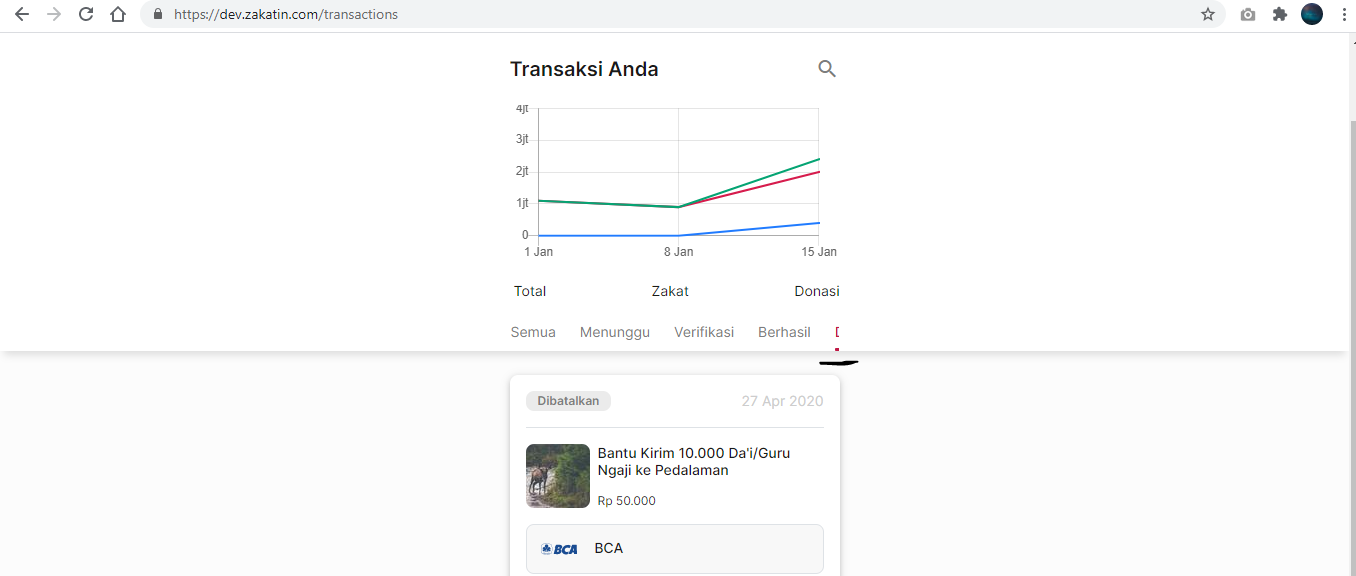 https://dev.zakatin.com/transactions
Transaksi Anda
4jt
3jt
2jt
1jt
0
1 Jan 8 Jan 15 Jan
Total Zakat Donasi
Semua Menunggu Verifikasi Berhasil
Dibatalkan 27 Apr 2020
Bantu Kirim 10.000 Da'i/Guru
Ngaji ke Pedalaman
Rp 50.000
BCA BCA